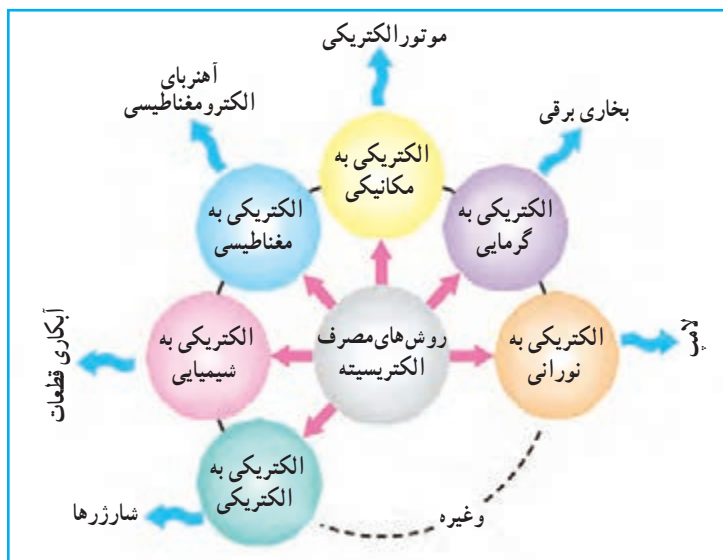 موتور الکتریکی
آهنربای
الکترومغناطیسی
بخاری برقی
الکتریکی به
مکانیکی
الکتریکی به
مغناطیسی
الکتریکی به
گرمایی
روش‌های مصرف
الکتریسیته
الکتریکی به
شیمیایی
الکتریکی به
نورانی
آبکاری قطعات
لامپ
الکتریکی به
الکتریکی
شارژرها
وغیره